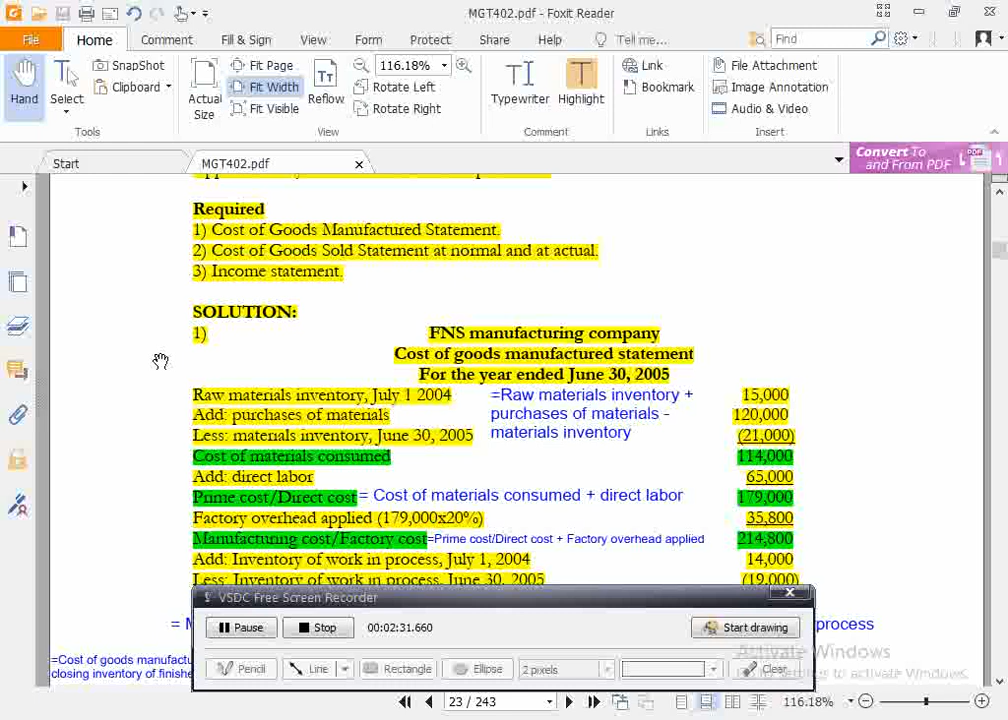 MGT402.pdf - Foxit Reader
File Home Comment Fill & Sign View Form Protect Share Help Tell me... Find
SnapShot Fit Page 116.18% Link File Attachment
Hand Select Clipboard Actual Size Fit Width Reflow Rotate Left Typewriter Highlight Bookmark Image Annotation
Fit Visible Rotate Right Audio & Video
Tools View Comment Links Insert
Start MGT402.pdf Convert To and From PDF
Required
1) Cost of Goods Manufactured Statement.
2) Cost of Goods Sold Statement at normal and at actual.
3) Income statement.
SOLUTION:
1) FNS manufacturing company
Cost of goods manufactured statement
For the year ended June 30, 2005
Raw materials inventory, July 1 2004 =Raw materials inventory + 15,000
Add: purchases of materials purchases of materials - 120,000
Less: materials inventory, June 30, 2005 materials inventory (21,000)
Cost of materials consumed 114,000
Add: direct labor 65,000
Prime cost/Direct cost = Cost of materials consumed + direct labor 179,000
Factory overhead applied (179,000x20%) 35,800
Manufacturing cost/Factory cost =Prime cost/Direct cost + Factory overhead applied 214,800
Add: Inventory of work in process, July 1, 2004 14,000
Less: Inventory of work in process, June 30, 2005 (19,000)
VSDC Free Screen Recorder
= M process
Pause Stop 00:02:31.660 Start drawing
Activate Windows
=Cost of goods manufactu
Pencil Line Rectangle Ellipse 2 pixels Clear
closing inventory of finishe to Settings to activate Windows.
23 / 243 116.18%